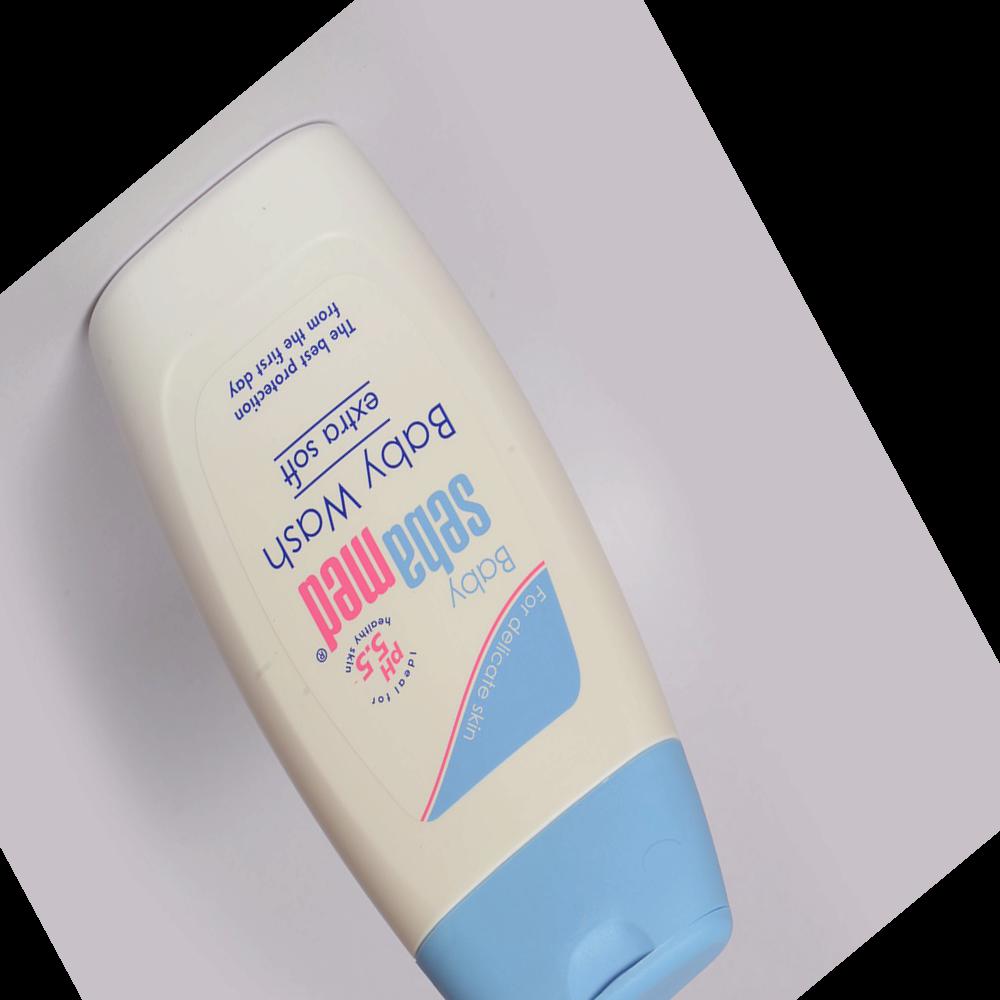 For delicate skin
Baby
sebamed®
ideal for
pH
5.5
healthy skin
Baby Wash
extra soft
The best protection
from the first day